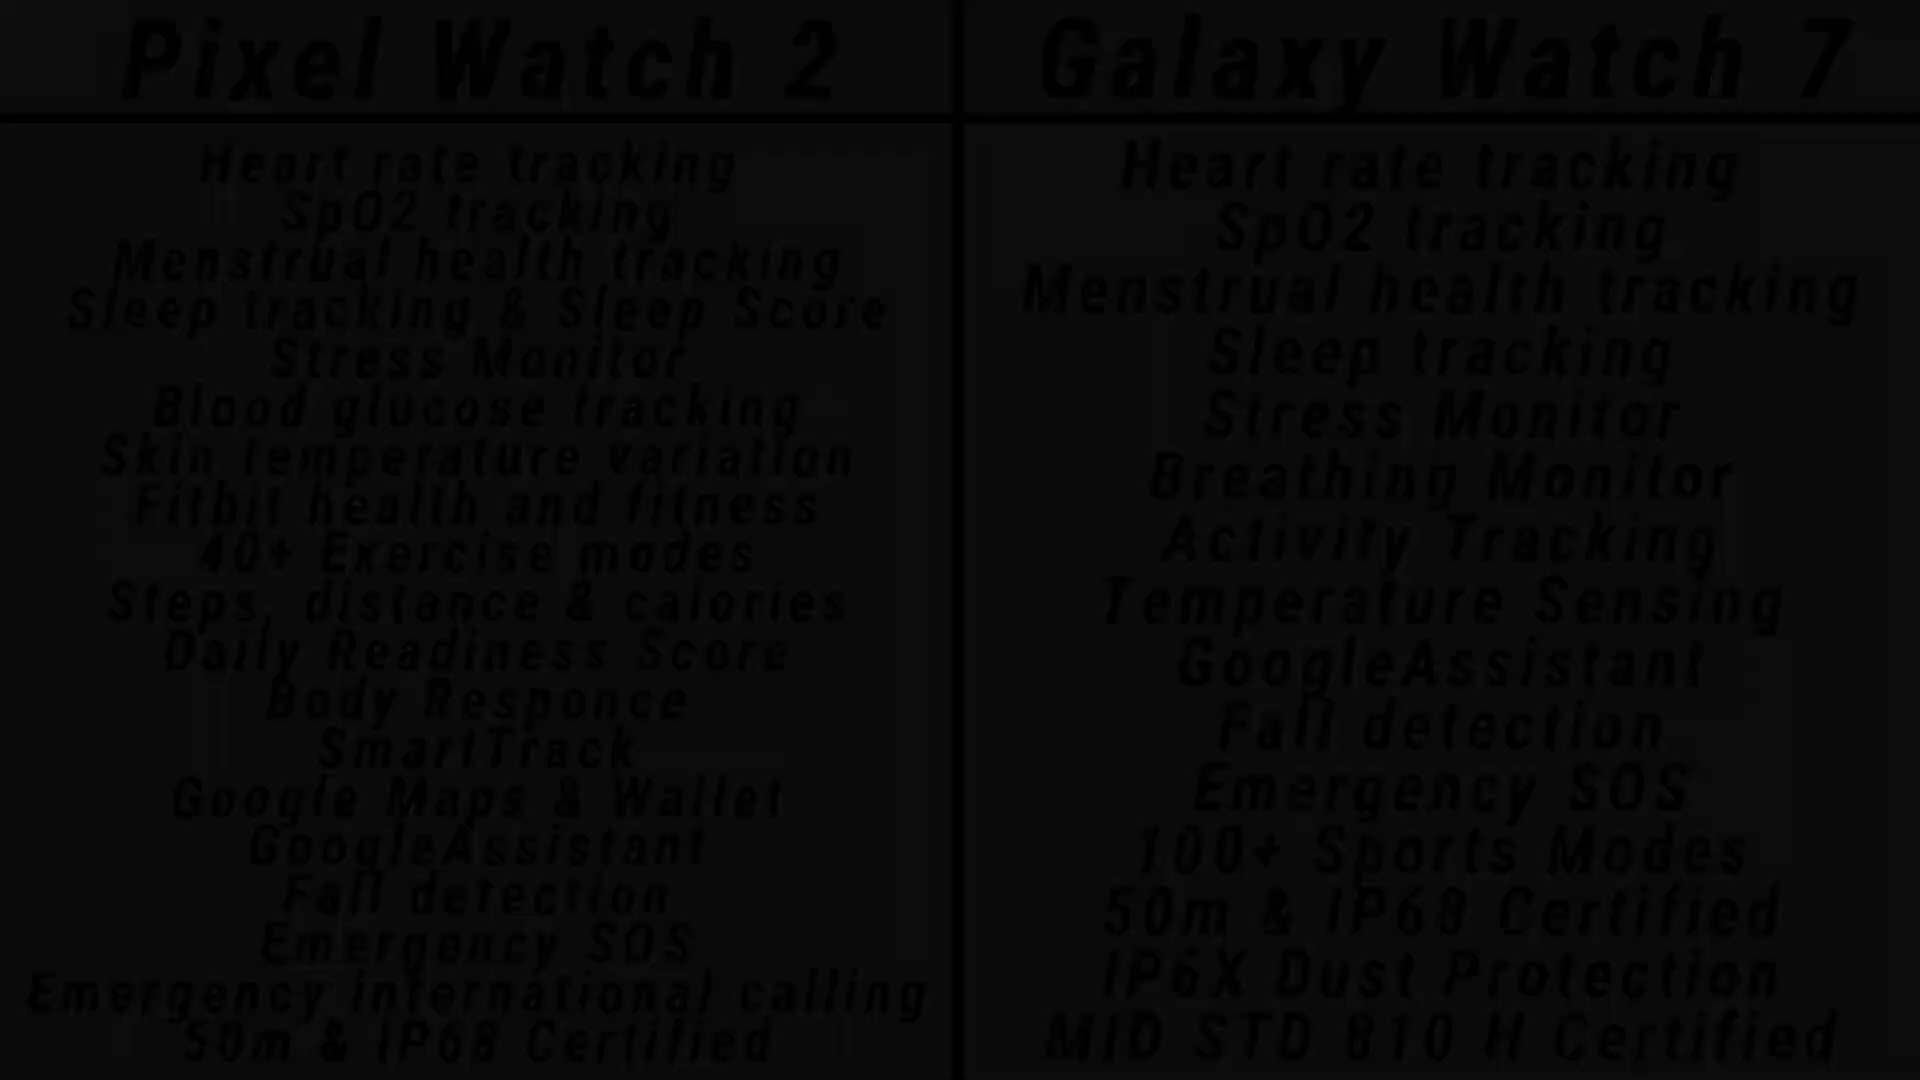 Pixel Watch 2
Heart rate tracking
SpO2 tracking
Menstrual health tracking
Sleep tracking & Sleep Score
Stress Monitor
Blood glucose tracking
Skin temperature variation
Fitbit health and fitness
40+ Exercise modes
Steps, distance & calories
Daily Readiness Score
Body Responce
SmartTrack
Google Maps & Wallet
GoogleAssistant
Fall detection
Emergency SOS
Emergency international calling
50m & IP68 Certified
Galaxy Watch 7
Heart rate tracking
SpO2 tracking
Menstrual health tracking
Sleep tracking
Stress Monitor
Breathing Monitor
Activity Tracking
Temperature Sensing
GoogleAssistant
Fall detection
Emergency SOS
100+ Sports Modes
50m & IP68 Certified
IP6X Dust Protection
MID STD 810 H Certified